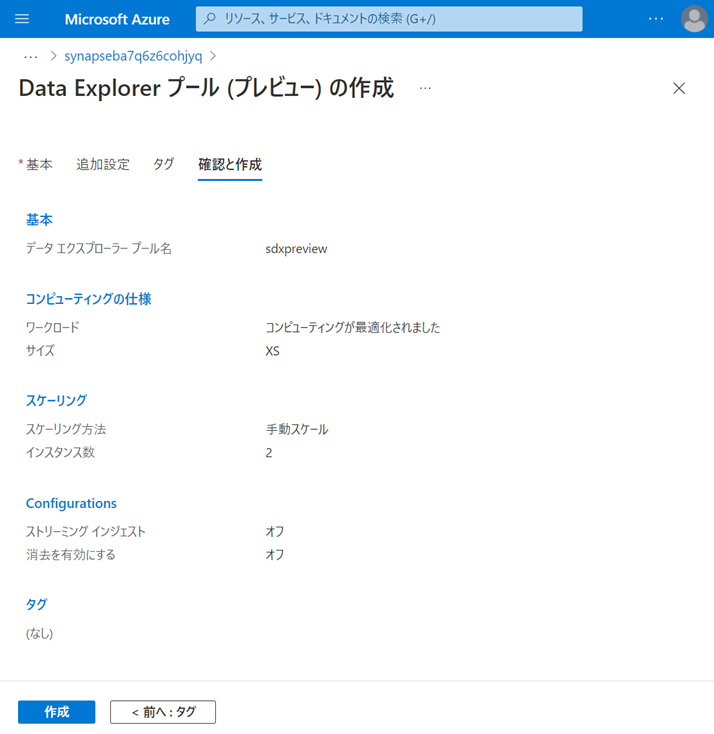 Microsoft Azure
リソース、サービス、ドキュメントの検索 (G+/)
···
··· > synapseba7q6z6cohjyq >
Data Explorer プール (プレビュー) の作成 ···
* 基本 追加設定 タグ 確認と作成
基本
データ エクスプローラー プール名 sdxpreview
コンピューティングの仕様
ワークロード コンピューティングが最適化されました
サイズ XS
スケーリング
スケーリング方法 手動スケール
インスタンス数 2
Configurations
ストリーミング インジェスト オフ
消去を有効にする オフ
タグ
(なし)
作成 < 前へ : タグ